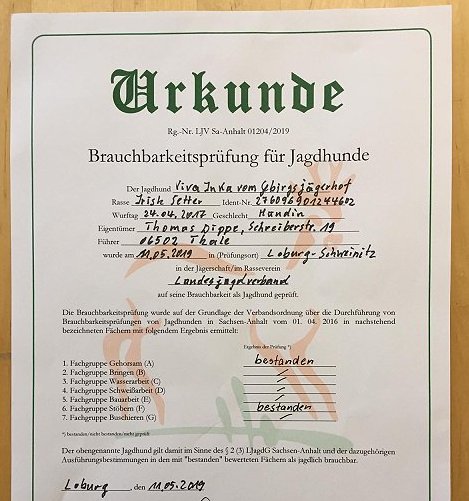 Urkunde
Rg.-Nr. LJV Sa-Anhalt 01204/2019
Brauchbarkeitsprüfung für Jagdhunde
Der Jagdhund Viva Inka vom Gebirgsjägerhof
Rasse Irish Setter Ident-Nr. 276096901244602
Wurftag 24.04.2017 Geschlecht Hündin
Eigentümer Thomas Dippe, Schreiberstr. 19
Führer 06502 Thale
wurde am 11.05.2019 in (Prüfungsort) Loburg-Schweinitz
in der Jägerschaft/im Rasseverein
Landesjagdverband
auf seine Brauchbarkeit als Jagdhund geprüft.
Die Brauchbarkeitsprüfung wurde auf der Grundlage der Verbandsordnung über die Durchführung von
Brauchbarkeitsprüfungen von Jagdhunden in Sachsen-Anhalt vom 01. 04. 2016 in nachstehend
bezeichneten Fächern mit folgendem Ergebnis ermittelt:
Ergebnis der Prüfung *)
1. Fachgruppe Gehorsam (A) bestanden
2. Fachgruppe Bringen (B) /
3. Fachgruppe Wasserarbeit (C) /
4. Fachgruppe Schweißarbeit (D) /
5. Fachgruppe Bauarbeit (E) /
6. Fachgruppe Stöbern (F) bestanden
7. Fachgruppe Buschieren (G) /
*) bestanden/nicht bestanden/nicht geprüft
Der obengenannte Jagdhund gilt damit im Sinne des § 2 (3) LJagdG Sachsen-Anhalt und der dazugehörigen
Ausführungsbestimmungen in den mit "bestanden" bewerteten Fächern als jagdlich brauchbar.
Loburg, den 11.05.2019